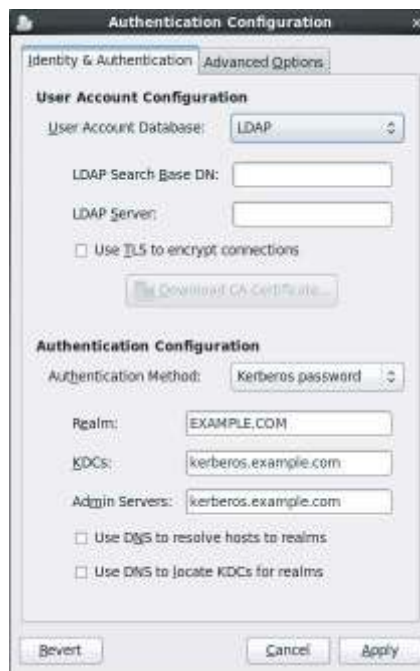 Authentication Configuration
Identity & Authentication Advanced Options
User Account Configuration
User Account Database: LDAP
LDAP Search Base DN:
LDAP Server:
Use TLS to encrypt connections
Download CA Certificate...
Authentication Configuration
Authentication Method: Kerberos password
Realm: EXAMPLE.COM
KDCs: kerberos.example.com
Admin Servers: kerberos.example.com
Use DNS to resolve hosts to realms
Use DNS to locate KDCs for realms
Revert Cancel Apply